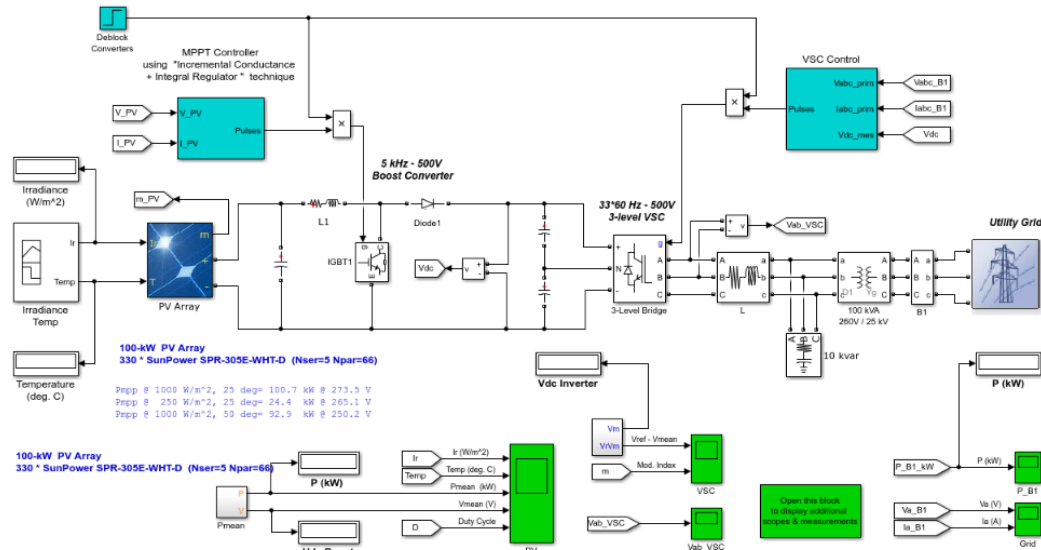 Deblock
Converters
MPPT Controller
using "Incremental Conductance
+ Integral Regulator " technique
V_PV
I_PV
V_PV
I_PV
Pulses
×
VSC Control
Pulses
Vabc_prim
Iabc_prim
Vdc_mes
Vabc_B1
Iabc_B1
Vdc
×
5 kHz - 500V
Boost Converter
33*60 Hz - 500V
3-level VSC
Irradiance
(W/m^2)
m_PV
Ir
Temp
Irradiance
Temp
Ir
T
m
+
-
PV Array
L1
g
C
E
IGBT1
Diode1
Vdc
v
+
-
+
N
-
g
A
B
C
3-Level Bridge
+
-
v
Vab_VSC
A
B
C
a
b
c
L
A
B
C
10 kvar
a
b
c
D1
Yg
A
B
C
100 kVA
260V / 25 kV
A
B
C
a
b
c
B1
Utility Grid
Temperature
(deg. C)
100-kW PV Array
330 * SunPower SPR-305E-WHT-D (Nser=5 Npar=66)
Pmpp @ 1000 W/m^2, 25 deg= 100.7 kW @ 273.5 V
Pmpp @ 250 W/m^2, 25 deg= 24.4 kW @ 265.1 V
Pmpp @ 1000 W/m^2, 50 deg= 92.9 kW @ 250.2 V
Vdc Inverter
P (kW)
100-kW PV Array
330 * SunPower SPR-305E-WHT-D (Nser=5 Npar=66)
P (kW)
P
V
Pmean
Ir
Temp
D
Ir (W/m^2)
Temp (deg. C)
Pmean (kW)
Vmean (V)
Duty Cycle
Vm
VrVm
Vref - Vmean
m
Mod. Index
VSC
Vab_VSC
Vab_VSC
Open this block
to display additional
scopes & measurements
P_B1_kW
P (kW)
P_B1
Va_B1
Ia_B1
Va (V)
Ia (A)
Grid